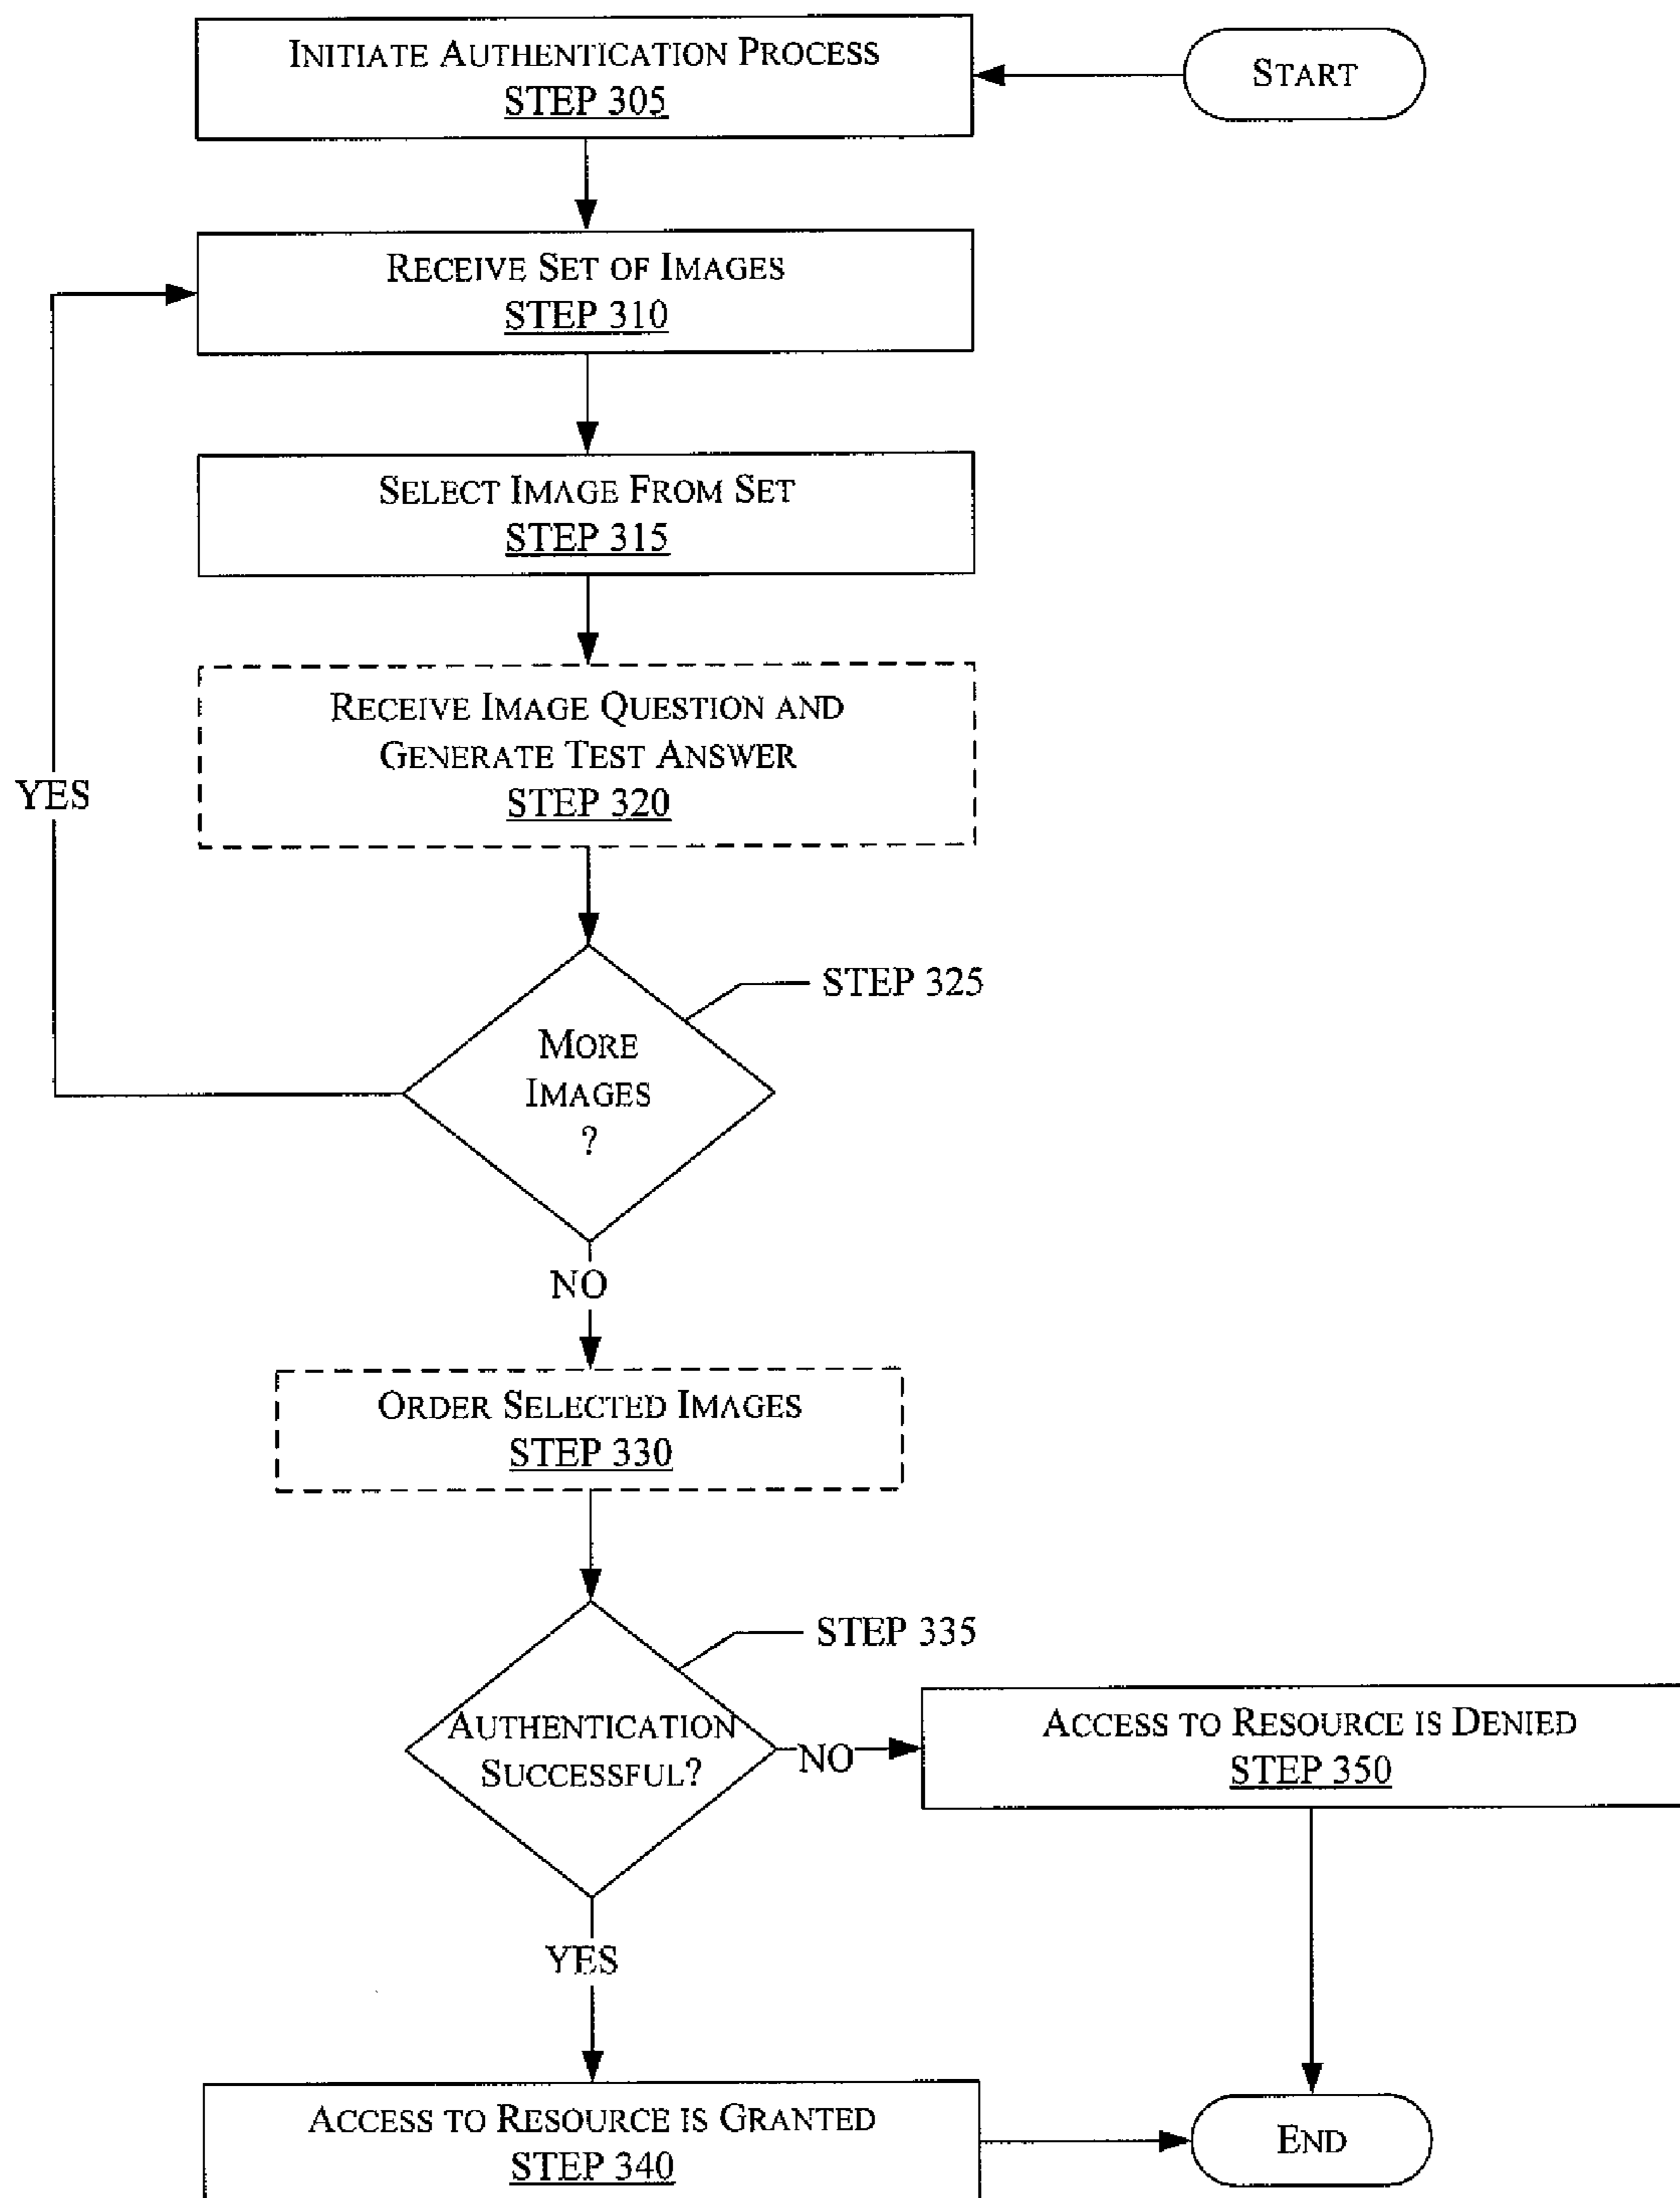 INITIATE AUTHENTICATION PROCESS
STEP 305
START
RECEIVE SET OF IMAGES
STEP 310
SELECT IMAGE FROM SET
STEP 315
RECEIVE IMAGE QUESTION AND
GENERATE TEST ANSWER
STEP 320
YES
STEP 325
MORE
IMAGES
?
NO
ORDER SELECTED IMAGES
STEP 330
STEP 335
AUTHENTICATION
SUCCESSFUL?
NO
ACCESS TO RESOURCE IS DENIED
STEP 350
YES
ACCESS TO RESOURCE IS GRANTED
STEP 340
END